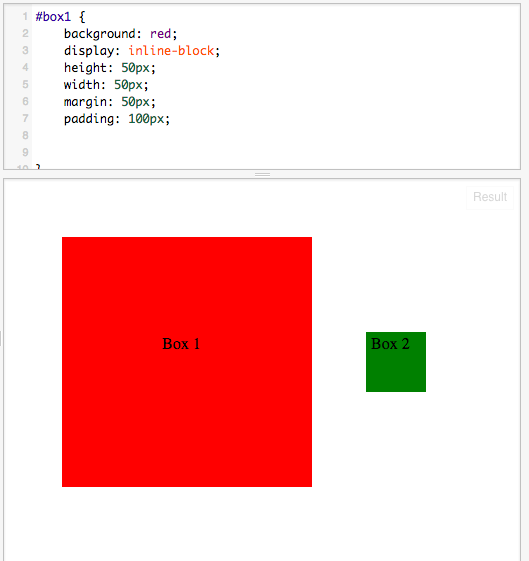 1 #box1 {
2 background: red;
3 display: inline-block;
4 height: 50px;
5 width: 50px;
6 margin: 50px;
7 padding: 100px;
8
9
10 }
Result
Box 1 Box 2